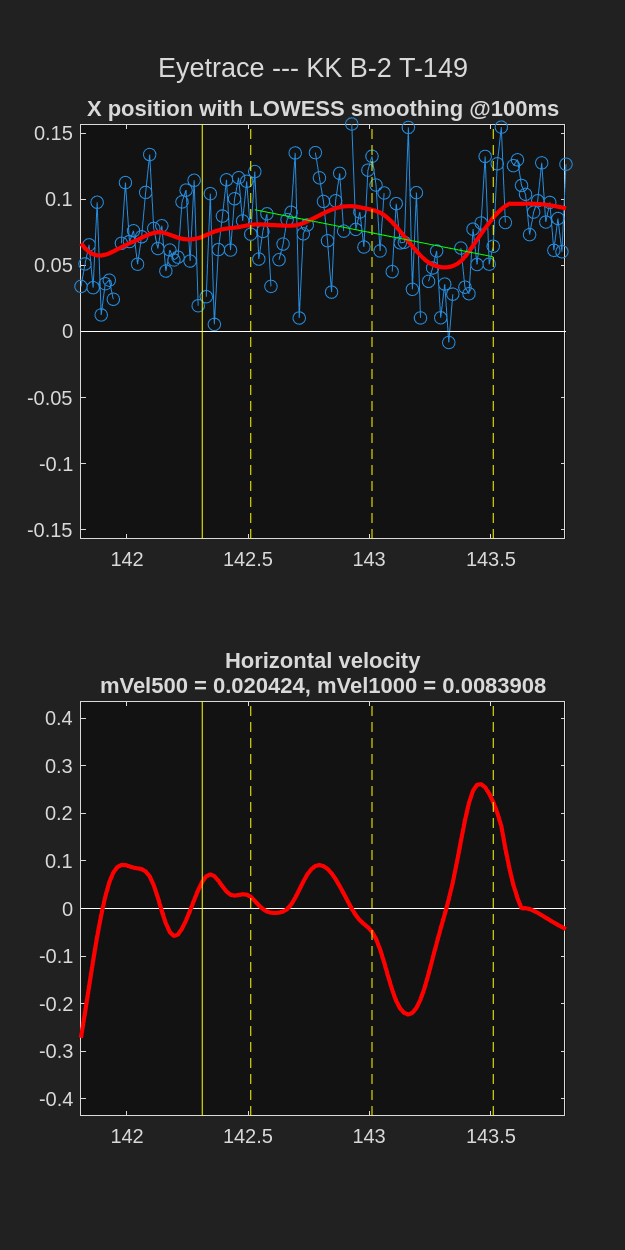 Eyetrace --- KK B-2 T-149
X position with LOWESS smoothing @100ms
0.15
0.1
0.05
0
-0.05
-0.1
-0.15
142 142.5 143 143.5
Horizontal velocity
mVel500 = 0.020424, mVel1000 = 0.0083908
0.4
0.3
0.2
0.1
0
-0.1
-0.2
-0.3
-0.4
142 142.5 143 143.5